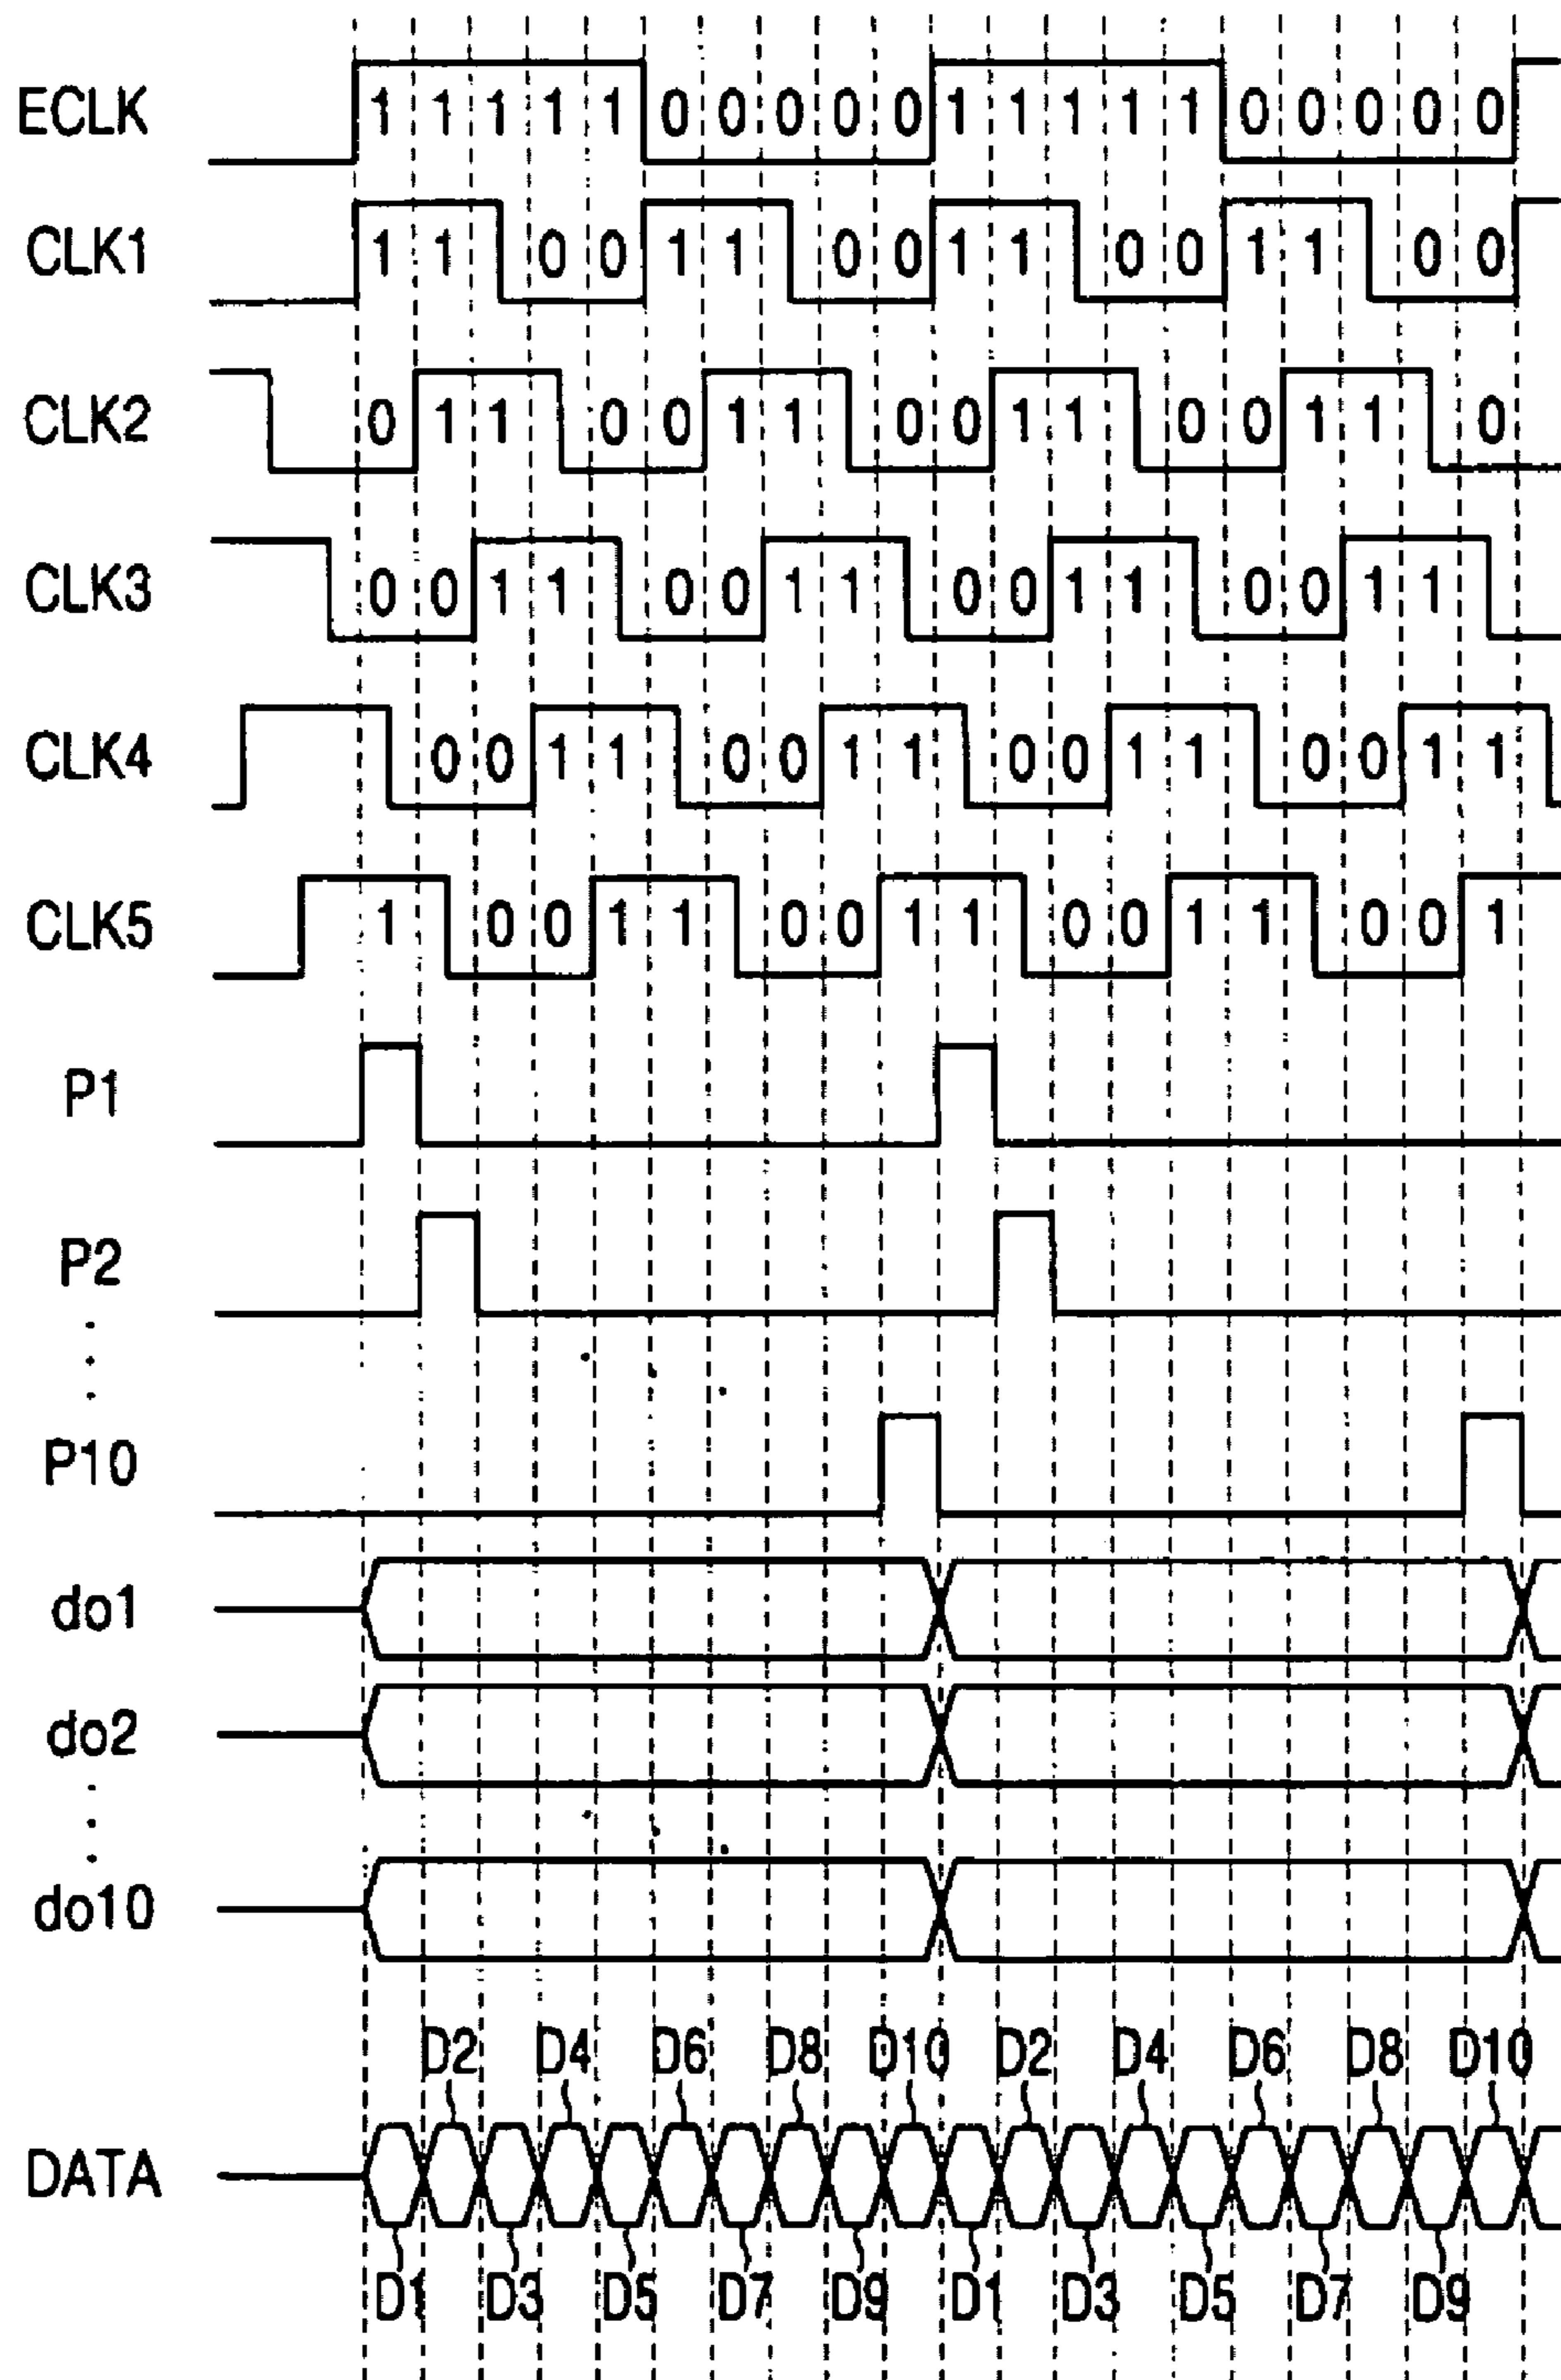 ECLK 1 1 1 1 1 0 0 0 0 0 1 1 1 1 1 0 0 0 0 0
CLK1 1 1 0 0 1 1 0 0 1 1 0 0 1 1 0 0
CLK2 0 1 1 0 0 1 1 0 0 1 1 0 0 1 1 0
CLK3 0 0 1 1 0 0 1 1 0 0 1 1 0 0 1 1
CLK4 0 0 1 1 0 0 1 1 0 0 1 1 0 0 1 1
CLK5 1 0 0 1 1 0 0 1 1 0 0 1 1 0 0 1
P1
P2
P10
do1
do2
do10
D2 D4 D6 D8 D10 D2 D4 D6 D8 D10
DATA
D1 D3 D5 D7 D9 D1 D3 D5 D7 D9